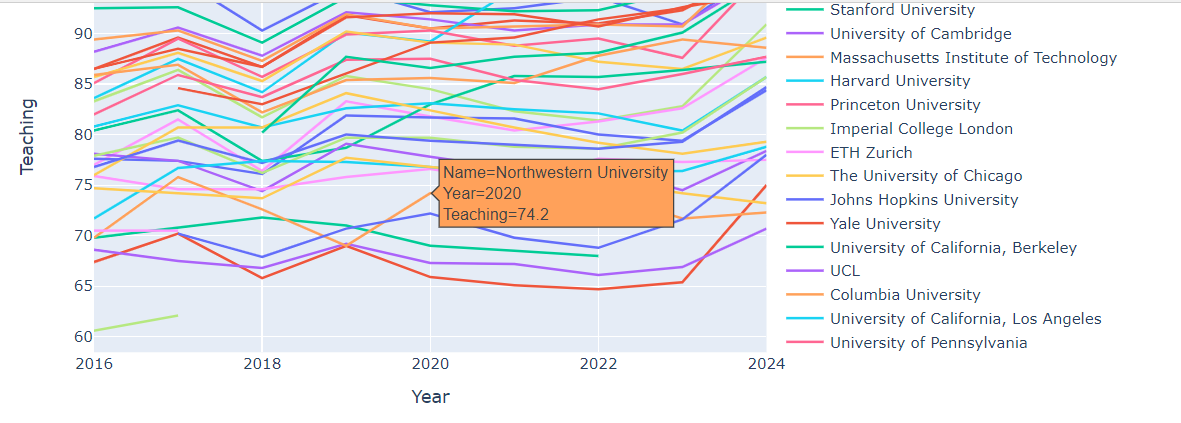 Teaching
90
85
80
75
70
65
60
2016
2018
2020
2022
2024
Year
Name=Northwestern University
Year=2020
Teaching=74.2
Stanford University
University of Cambridge
Massachusetts Institute of Technology
Harvard University
Princeton University
Imperial College London
ETH Zurich
The University of Chicago
Johns Hopkins University
Yale University
University of California, Berkeley
UCL
Columbia University
University of California, Los Angeles
University of Pennsylvania